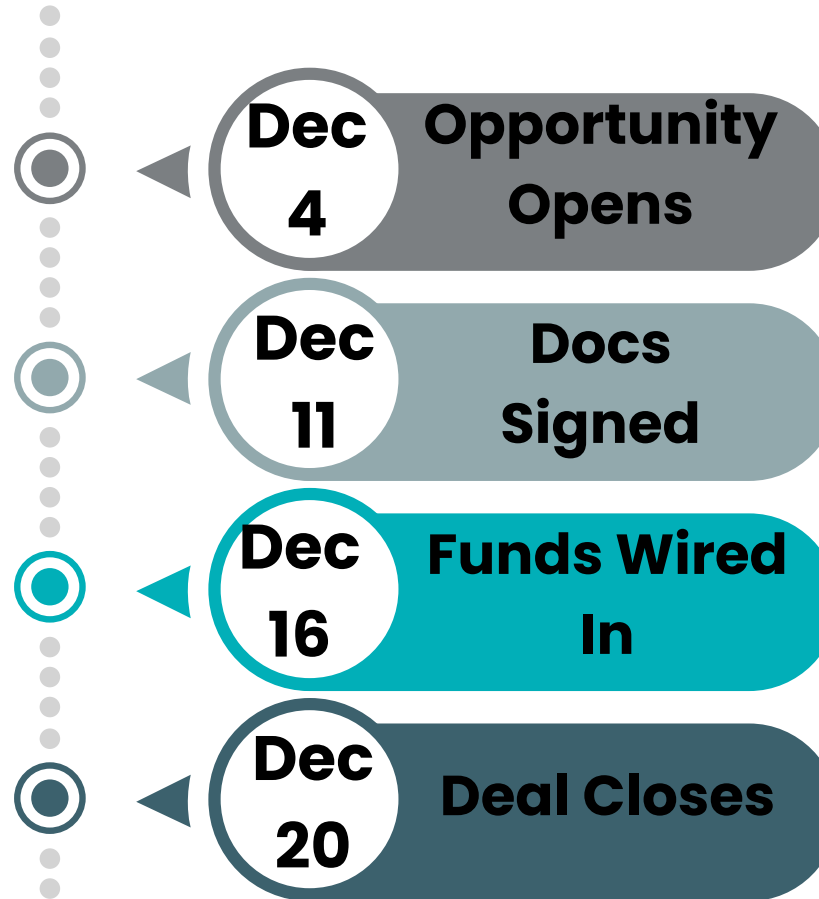 Dec
4
Opportunity
Opens
Dec
11
Docs
Signed
Dec
16
Funds Wired
In
Dec
20
Deal Closes